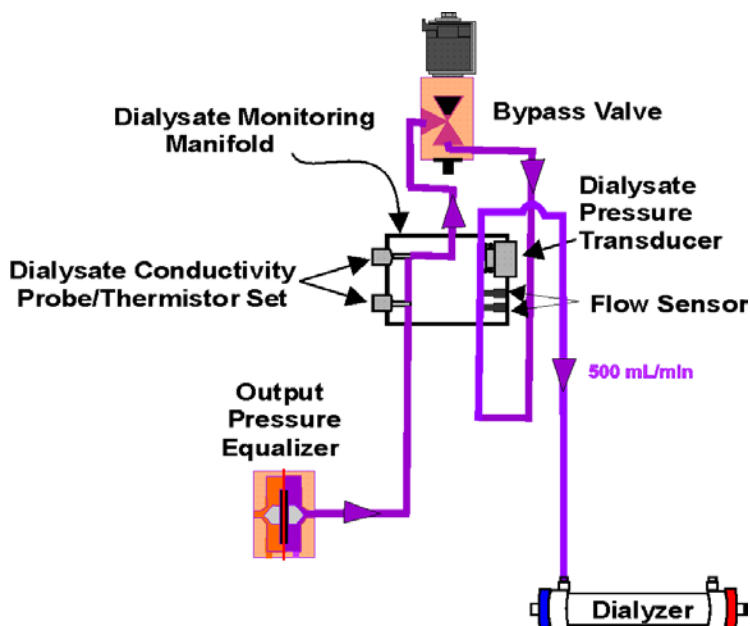 Bypass Valve
Dialysate Monitoring
Manifold
Dialysate
Pressure
Transducer
Dialysate Conductivity
Probe/Thermistor Set
Flow Sensor
500 mL/min
Output
Pressure
Equalizer
Dialyzer